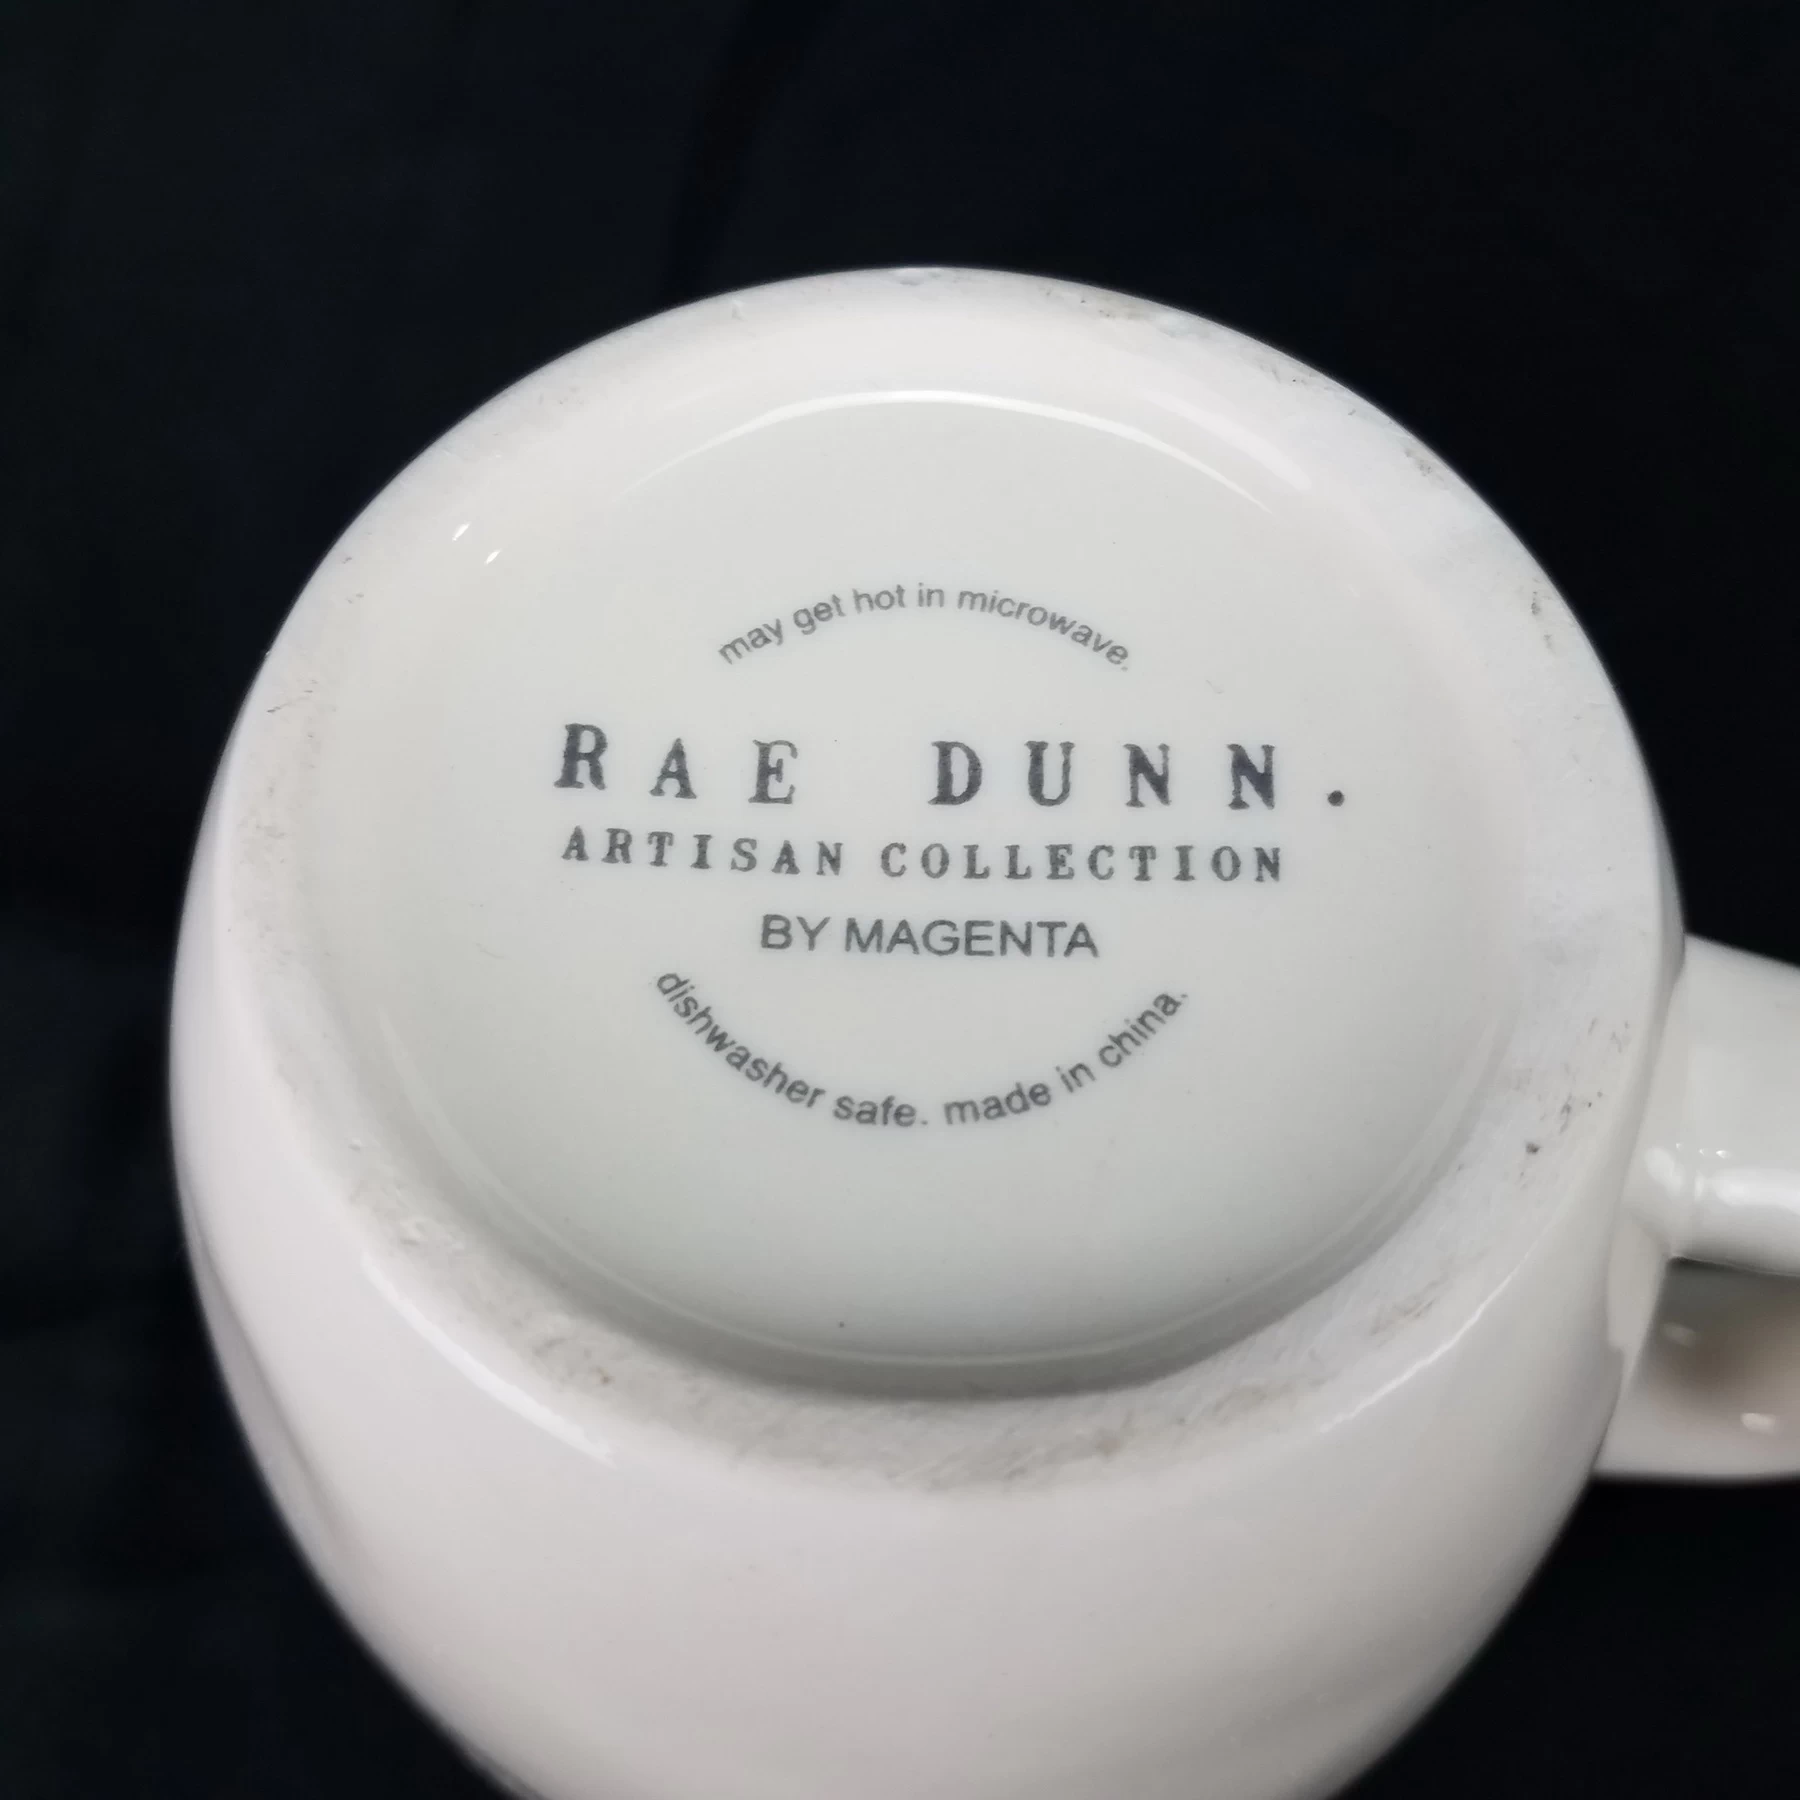 may get hot in microwave.
RAE DUNN.
ARTISAN COLLECTION
BY MAGENTA
dishwasher safe. made in china.